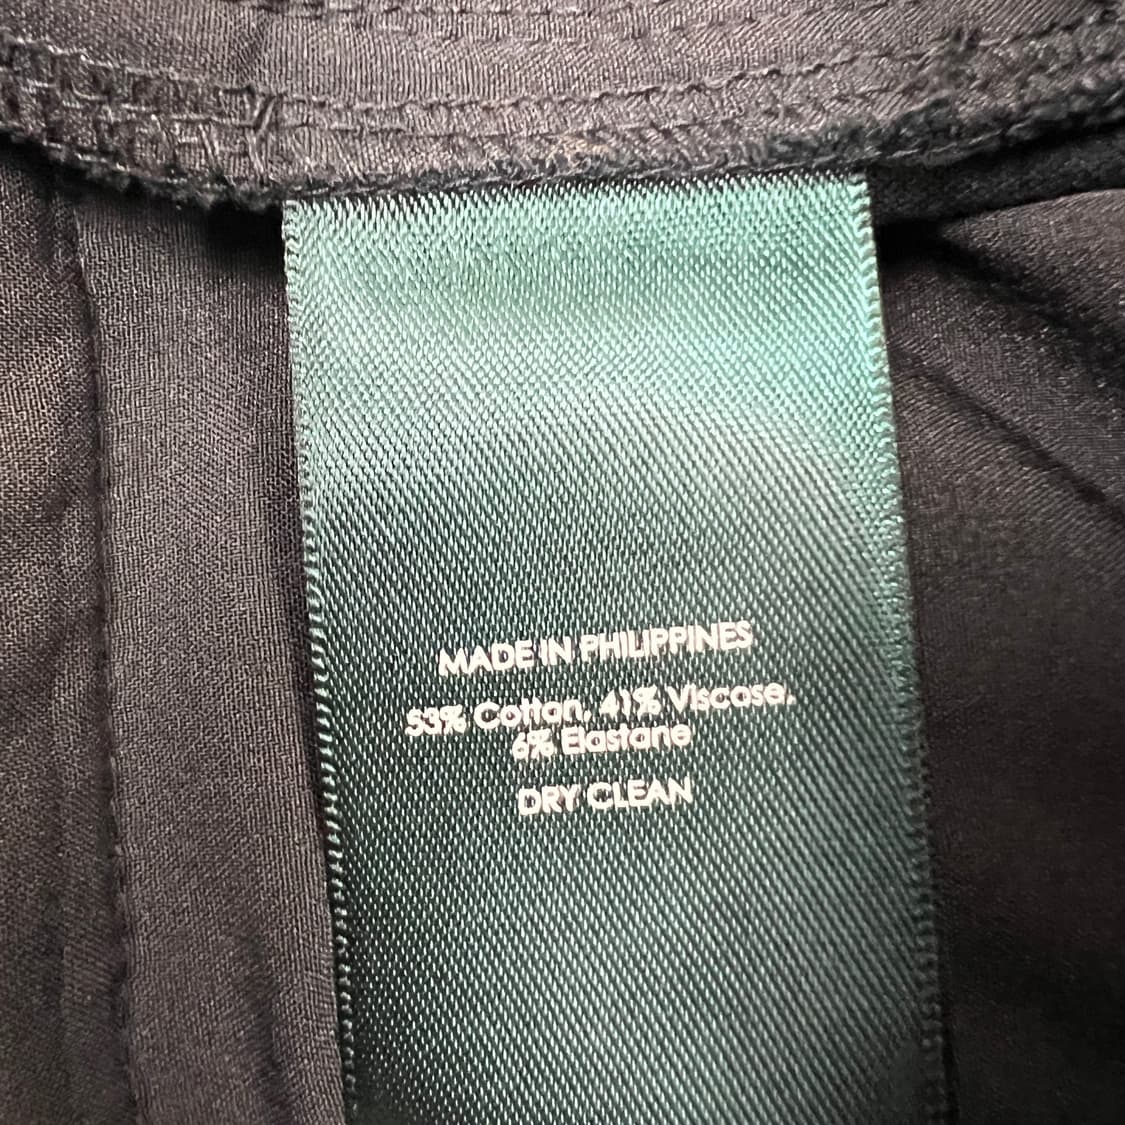 MADE IN PHILIPPINES
53% Cotton, 41% Viscose,
6% Elastane
DRY CLEAN